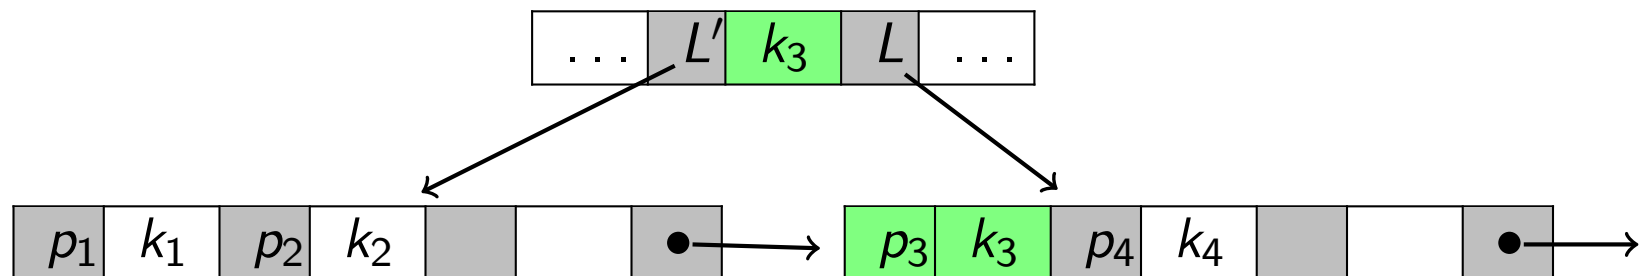 ... L′ k₃ L ...
p₁ k₁ p₂ k₂ p₃ k₃ p₄ k₄